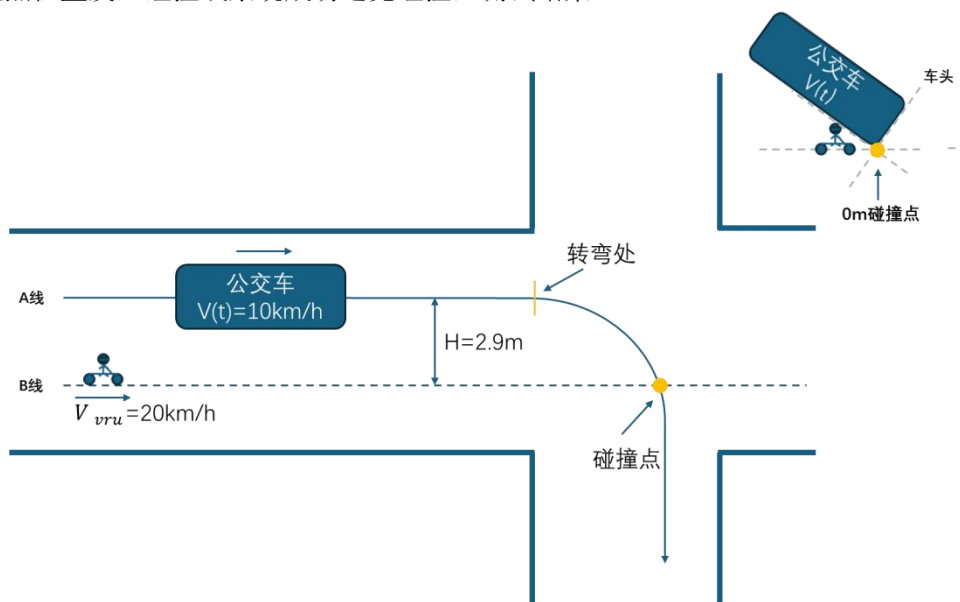 公交车
V(t)
车头
0m碰撞点
转弯处
A线
公交车
V(t)=10km/h
H=2.9m
B线
V vru=20km/h
碰撞点